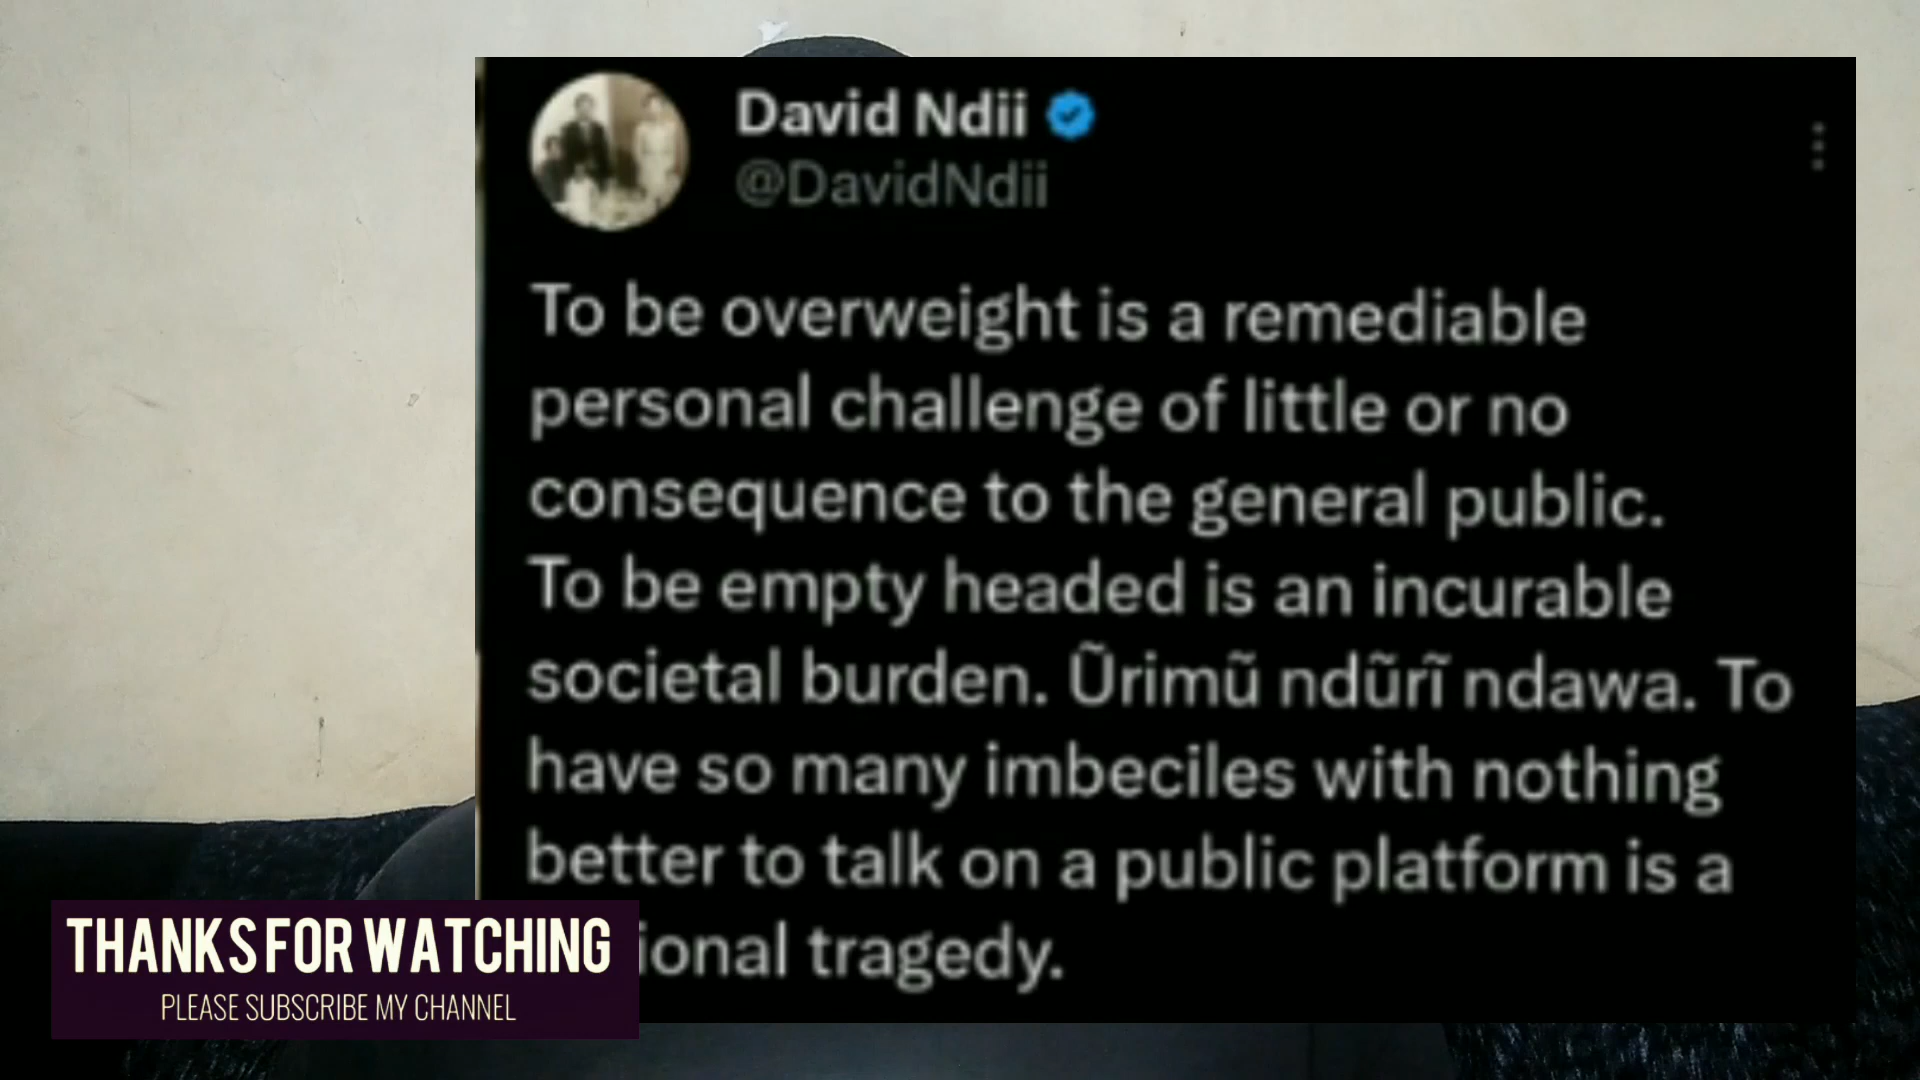 David Ndii
@DavidNdii
To be overweight is a remediable
personal challenge of little or no
consequence to the general public.
To be empty headed is an incurable
societal burden. Ũrimũ ndũrĩ ndawa. To
have so many imbeciles with nothing
better to talk on a public platform is a
tragedy.
THANKS FOR WATCHING
PLEASE SUBSCRIBE MY CHANNEL